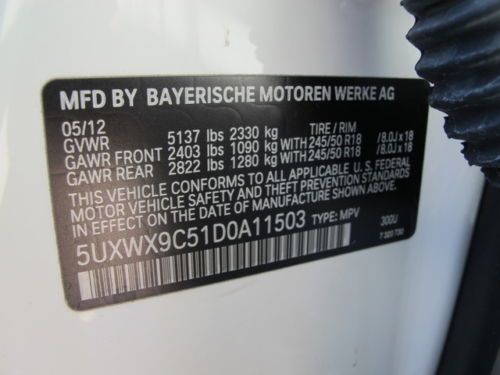 MFD BY BAYERISCHE MOTOREN WERKE AG
05/12 TIRE / RIM
GVWR 5137 lbs 2330 kg
GAWR FRONT 2403 lbs 1090 kg WITH 245/50 R18 / 8.0J x 18
GAWR REAR 2822 lbs 1280 kg WITH 245/50 R18 / 8.0J x 18
THIS VEHICLE CONFORMS TO ALL APPLICABLE U.S. FEDERAL
MOTOR VEHICLE SAFETY AND THEFT PREVENTION STANDARDS
IN EFFECT ON THE DATE OF MANUFACTURE SHOWN ABOVE.
5UXWX9C51D0A11503 TYPE: MPV 300U
7 320 730